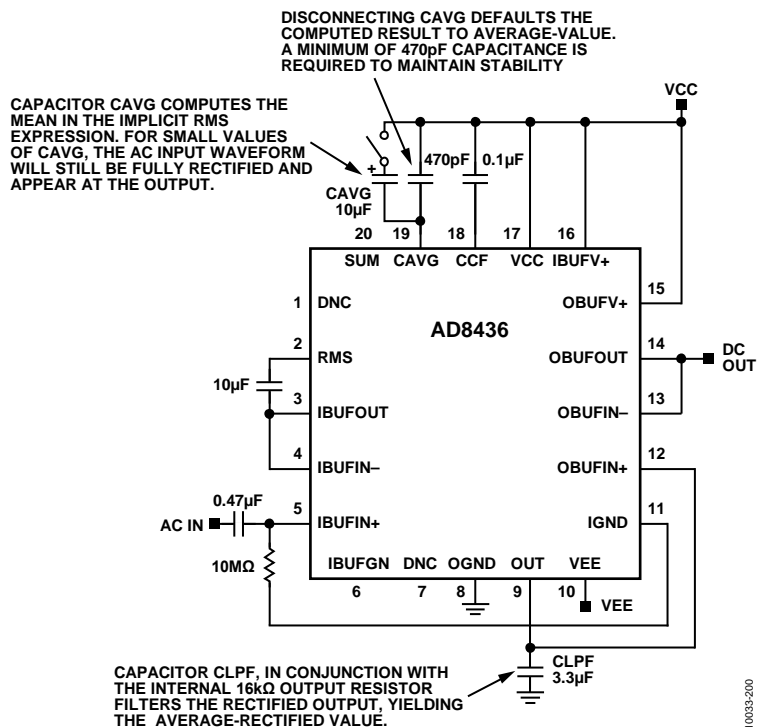 DISCONNECTING CAVG DEFAULTS THE
COMPUTED RESULT TO AVERAGE-VALUE.
A MINIMUM OF 470pF CAPACITANCE IS
REQUIRED TO MAINTAIN STABILITY
VCC
CAPACITOR CAVG COMPUTES THE
MEAN IN THE IMPLICIT RMS
EXPRESSION. FOR SMALL VALUES
OF CAVG, THE AC INPUT WAVEFORM
WILL STILL BE FULLY RECTIFIED AND
APPEAR AT THE OUTPUT.
+
470pF
0.1µF
CAVG
10µF
20 19 18 17 16
SUM CAVG CCF VCC IBUFV+
15
OBUFV+
1
DNC
AD8436
2
RMS
14
OBUFOUT
DC
OUT
10µF
3
IBUFOUT
13
OBUFIN–
4
IBUFIN–
12
OBUFIN+
0.47µF
AC IN
5
IBUFIN+
11
IGND
10MΩ
IBUFGN DNC OGND OUT VEE
6 7 8 9 10
VEE
CAPACITOR CLPF, IN CONJUNCTION WITH
THE INTERNAL 16kΩ OUTPUT RESISTOR
FILTERS THE RECTIFIED OUTPUT, YIELDING
THE AVERAGE-RECTIFIED VALUE.
CLPF
3.3µF
10033-200